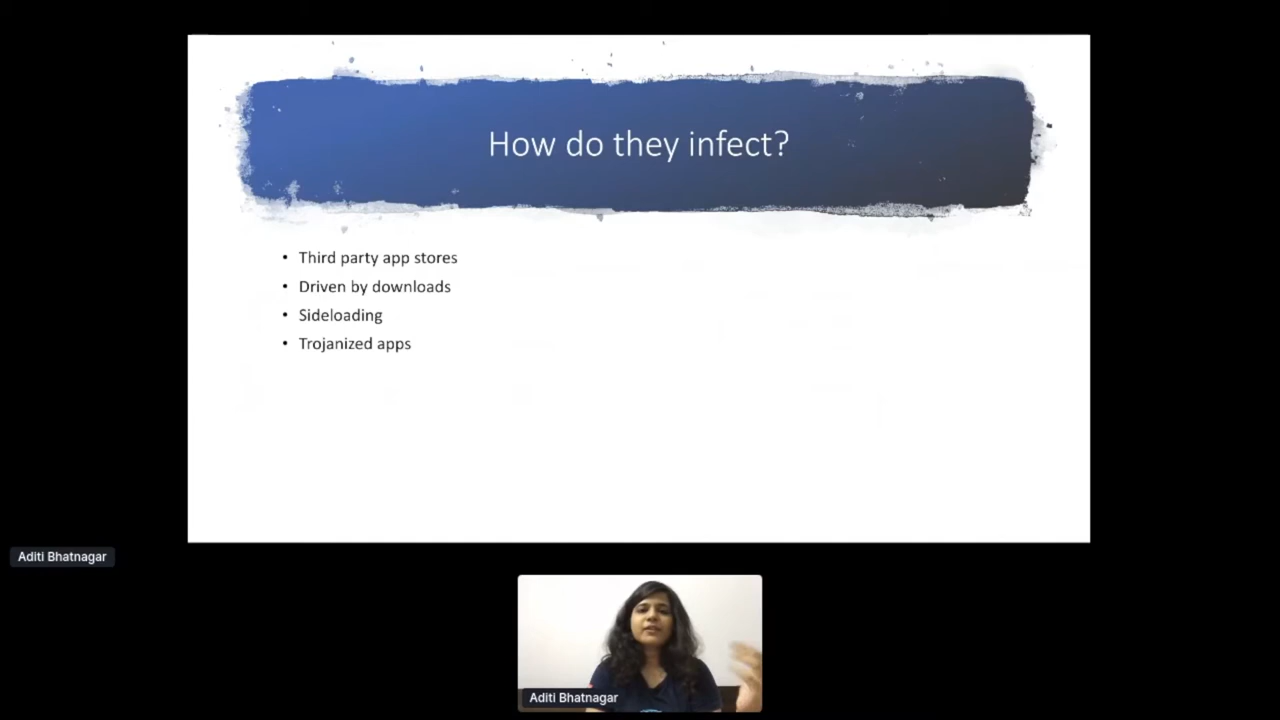 How do they infect?
• Third party app stores
• Driven by downloads
• Sideloading
• Trojanized apps
Aditi Bhatnagar
Aditi Bhatnagar